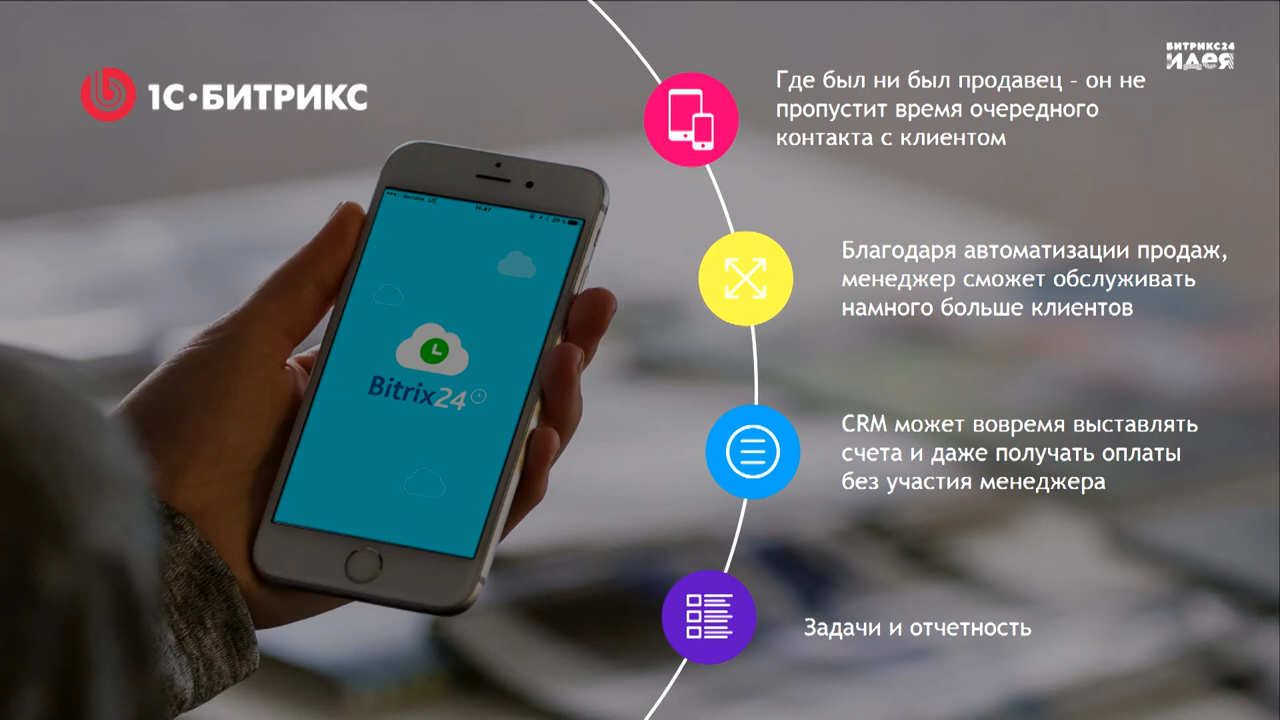 1С•БИТРИКС
БИТРИКС24
идея
Где был ни был продавец – он не
пропустит время очередного
контакта с клиентом
Благодаря автоматизации продаж,
менеджер сможет обслуживать
намного больше клиентов
CRM может вовремя выставлять
счета и даже получать оплаты
без участия менеджера
Задачи и отчетность
Bitrix24